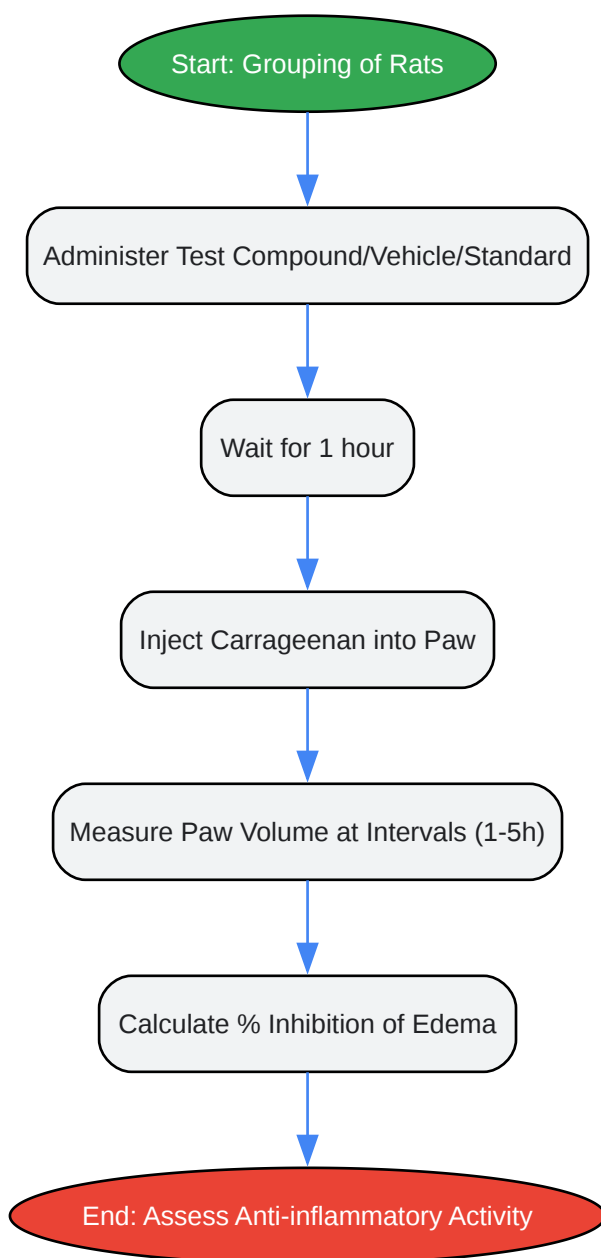 Start: Grouping of Rats
Administer Test Compound/Vehicle/Standard
Wait for 1 hour
Inject Carrageenan into Paw
Measure Paw Volume at Intervals (1-5h)
Calculate % Inhibition of Edema
End: Assess Anti-inflammatory Activity